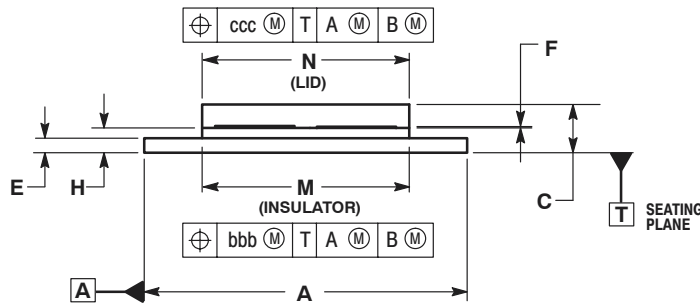 ⌖ ccc Ⓜ T A Ⓜ B Ⓜ
F
N
(LID)
E
H
M
(INSULATOR)
C
T SEATING
PLANE
⌖ bbb Ⓜ T A Ⓜ B Ⓜ
A
A